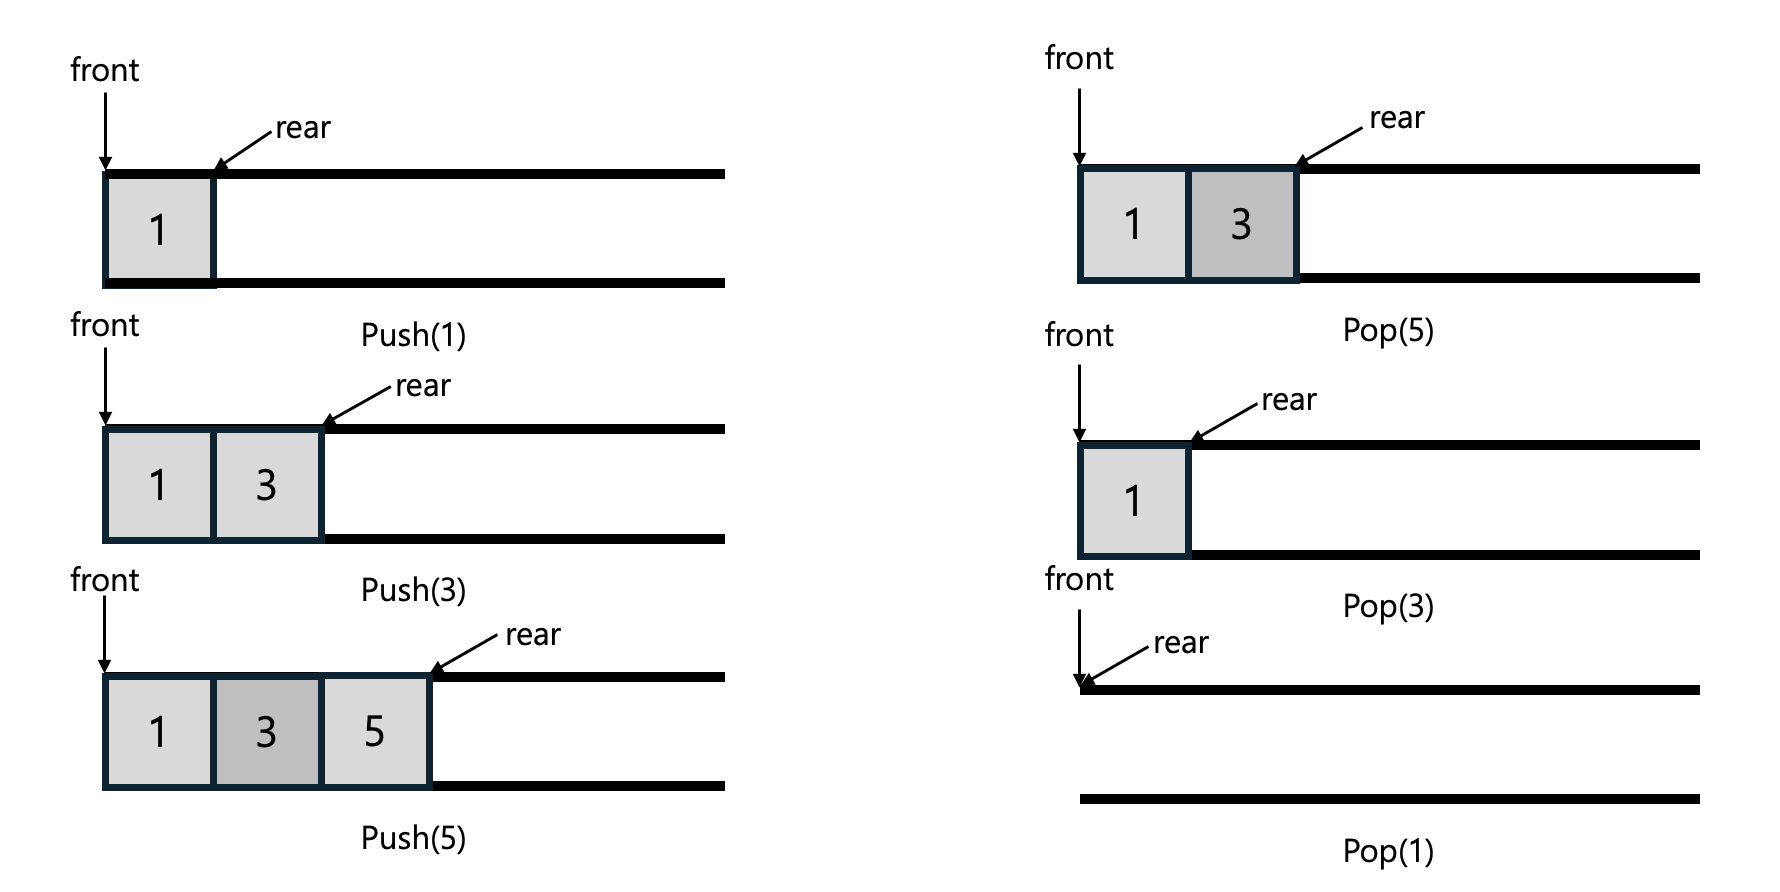 front
rear
1
Push(1)
front
rear
1 3
Push(3)
front
rear
1 3 5
Push(5)
front
rear
1 3
Pop(5)
front
rear
1
Pop(3)
front
rear
Pop(1)